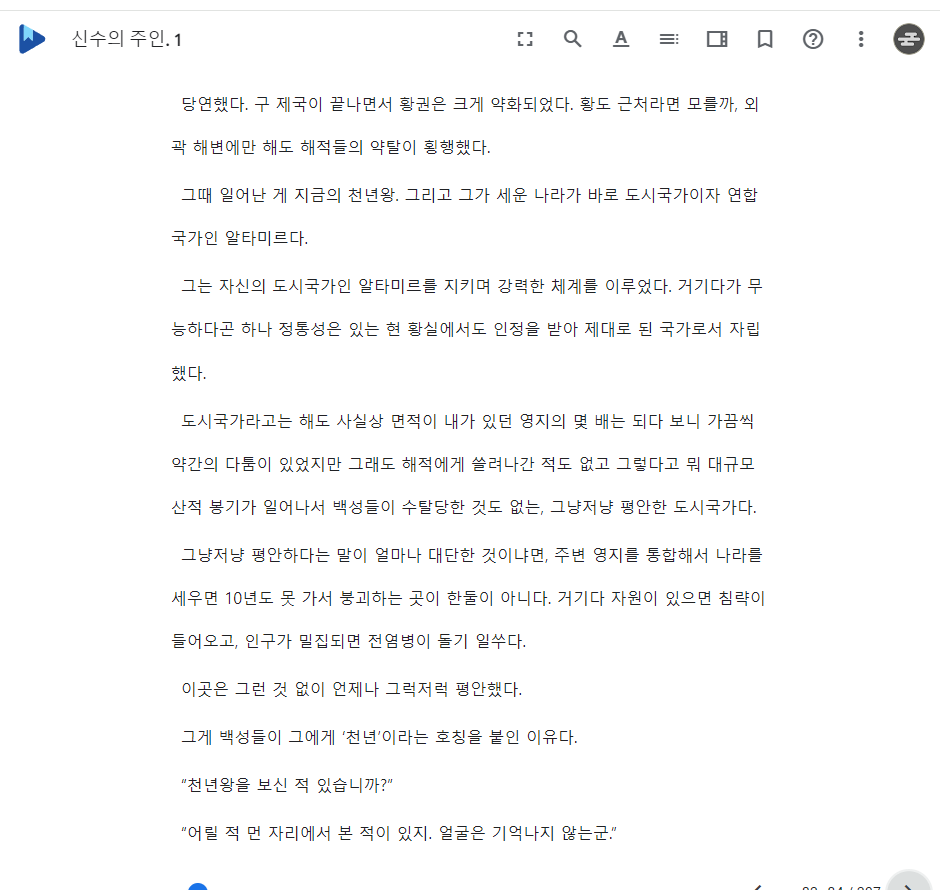 신수의 주인. 1
당연했다. 구 제국이 끝나면서 황권은 크게 약화되었다. 황도 근처라면 모를까, 외
곽 해변에만 해도 해적들의 약탈이 횡행했다.
그때 일어난 게 지금의 천년왕. 그리고 그가 세운 나라가 바로 도시국가이자 연합
국가인 알타미르다.
그는 자신의 도시국가인 알타미르를 지키며 강력한 체계를 이루었다. 거기다가 무
능하다곤 하나 정통성은 있는 현 황실에서도 인정을 받아 제대로 된 국가로서 자립
했다.
도시국가라고는 해도 사실상 면적이 내가 있던 영지의 몇 배는 되다 보니 가끔씩
약간의 다툼이 있었지만 그래도 해적에게 쓸려나간 적도 없고 그렇다고 뭐 대규모
산적 봉기가 일어나서 백성들이 수탈당한 것도 없는, 그냥저냥 평안한 도시국가다.
그냥저냥 평안하다는 말이 얼마나 대단한 것이냐면, 주변 영지를 통합해서 나라를
세우면 10년도 못 가서 붕괴하는 곳이 한둘이 아니다. 거기다 자원이 있으면 침략이
들어오고, 인구가 밀집되면 전염병이 돌기 일쑤다.
이곳은 그런 것 없이 언제나 그럭저럭 평안했다.
그게 백성들이 그에게 ‘천년’이라는 호칭을 붙인 이유다.
“천년왕을 보신 적 있습니까?”
“어릴 적 먼 자리에서 본 적이 있지. 얼굴은 기억나지 않는군.”